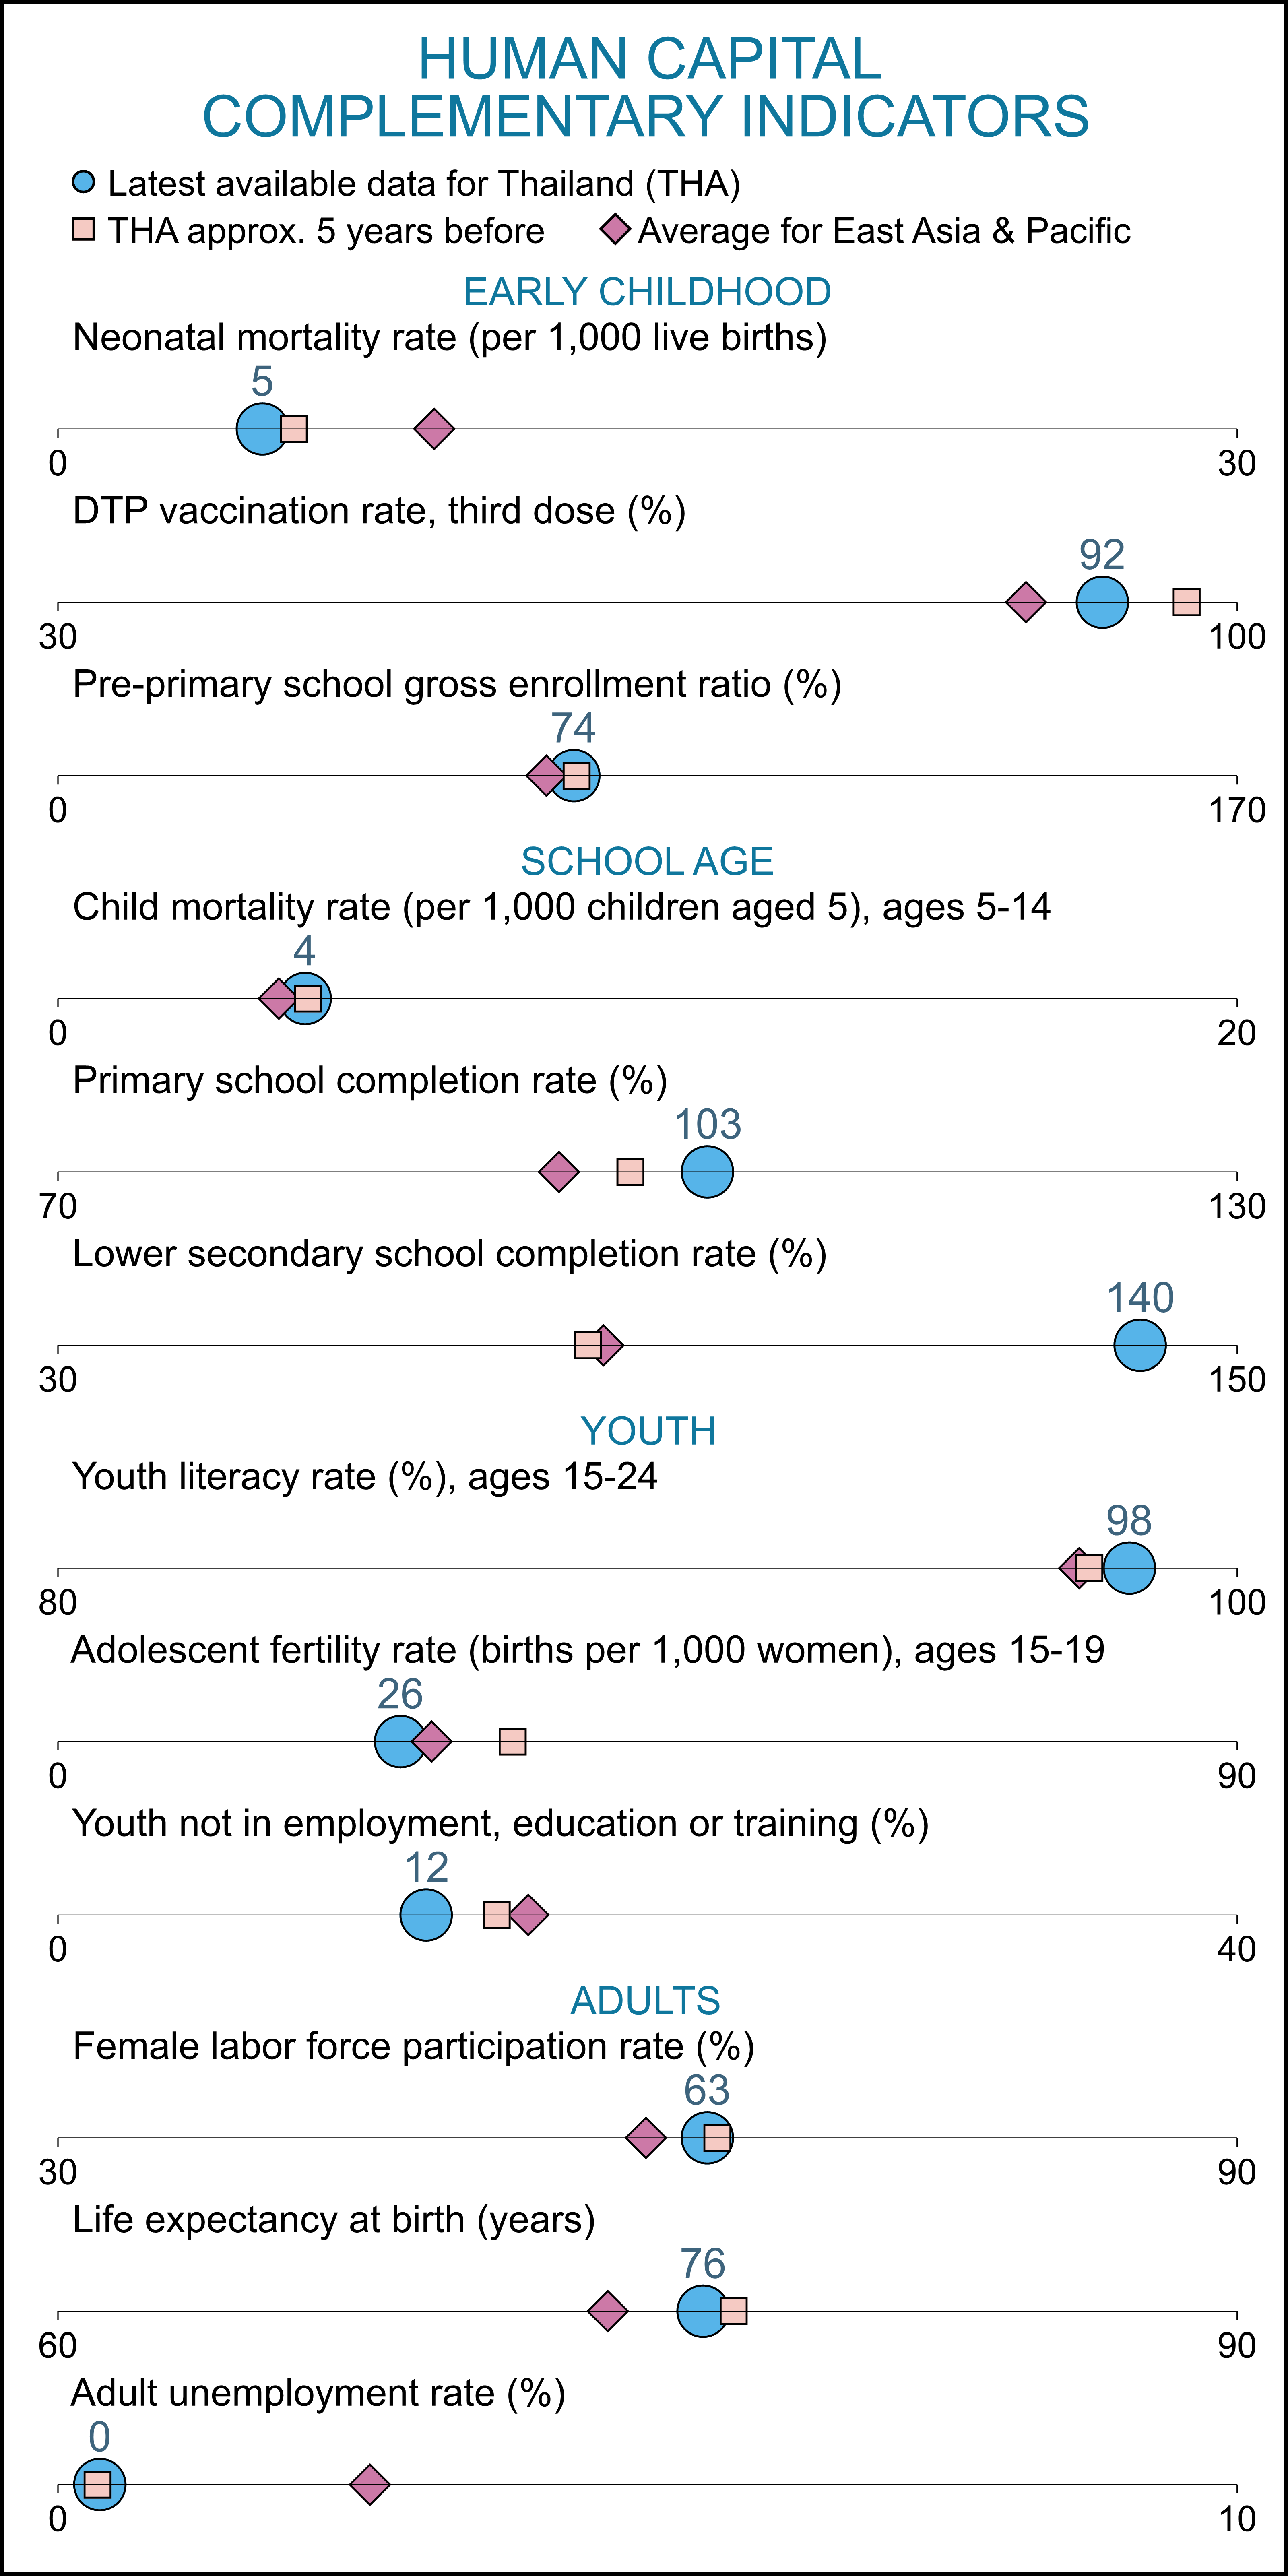 HUMAN CAPITAL
COMPLEMENTARY INDICATORS
Latest available data for Thailand (THA)
THA approx. 5 years before Average for East Asia & Pacific
EARLY CHILDHOOD
Neonatal mortality rate (per 1,000 live births)
5
0 30
DTP vaccination rate, third dose (%)
92
30 100
Pre-primary school gross enrollment ratio (%)
74
0 170
SCHOOL AGE
Child mortality rate (per 1,000 children aged 5), ages 5-14
4
0 20
Primary school completion rate (%)
103
70 130
Lower secondary school completion rate (%)
140
30 150
YOUTH
Youth literacy rate (%), ages 15-24
98
80 100
Adolescent fertility rate (births per 1,000 women), ages 15-19
26
0 90
Youth not in employment, education or training (%)
12
0 40
ADULTS
Female labor force participation rate (%)
63
30 90
Life expectancy at birth (years)
76
60 90
Adult unemployment rate (%)
0
0 10